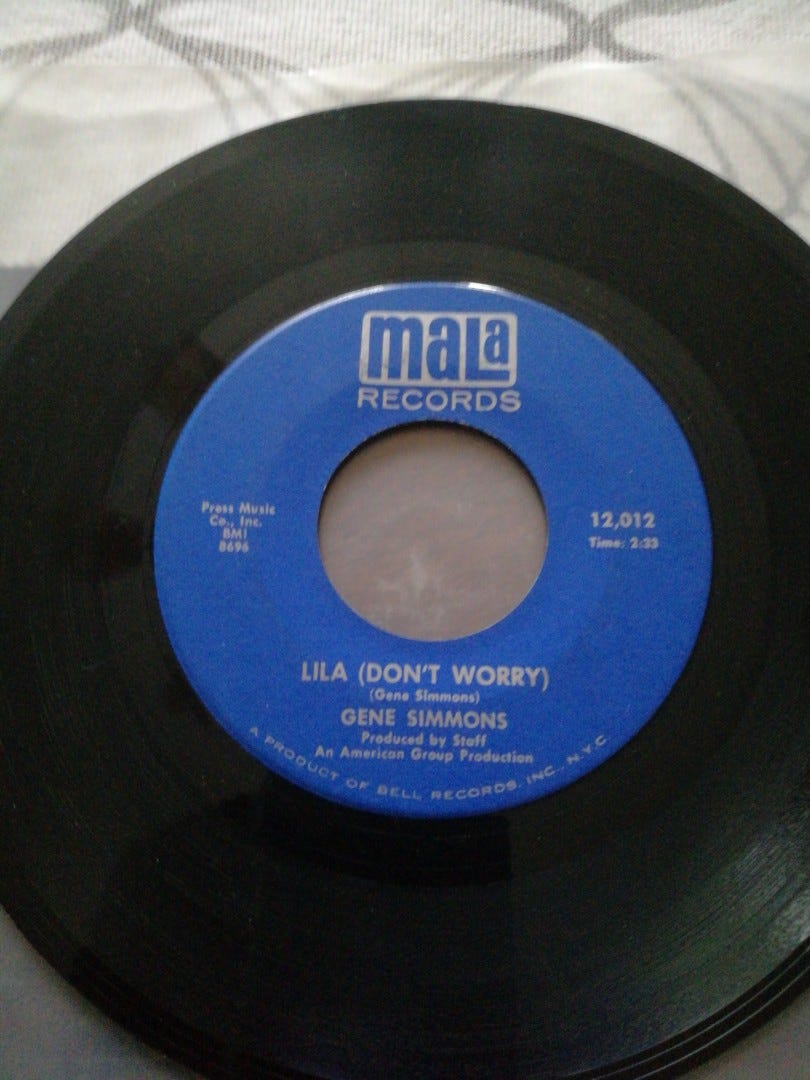 mala
RECORDS
Press Music
Co., Inc.
BMI
8696
12,012
Time: 2:33
LILA (DON'T WORRY)
(Gene Simmons)
GENE SIMMONS
Produced by Staff
An American Group Production
A PRODUCT OF BELL RECORDS, INC., N.Y.C.